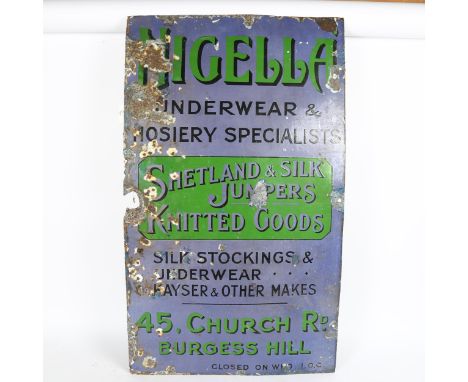 NIGELLA
UNDERWEAR &
HOSIERY SPECIALISTS
SHETLAND & SILK
JUMPERS
KNITTED GOODS
SILK STOCKINGS &
UNDERWEAR · · ·
KAYSER & OTHER MAKES
45, CHURCH RD
BURGESS HILL
CLOSED ON